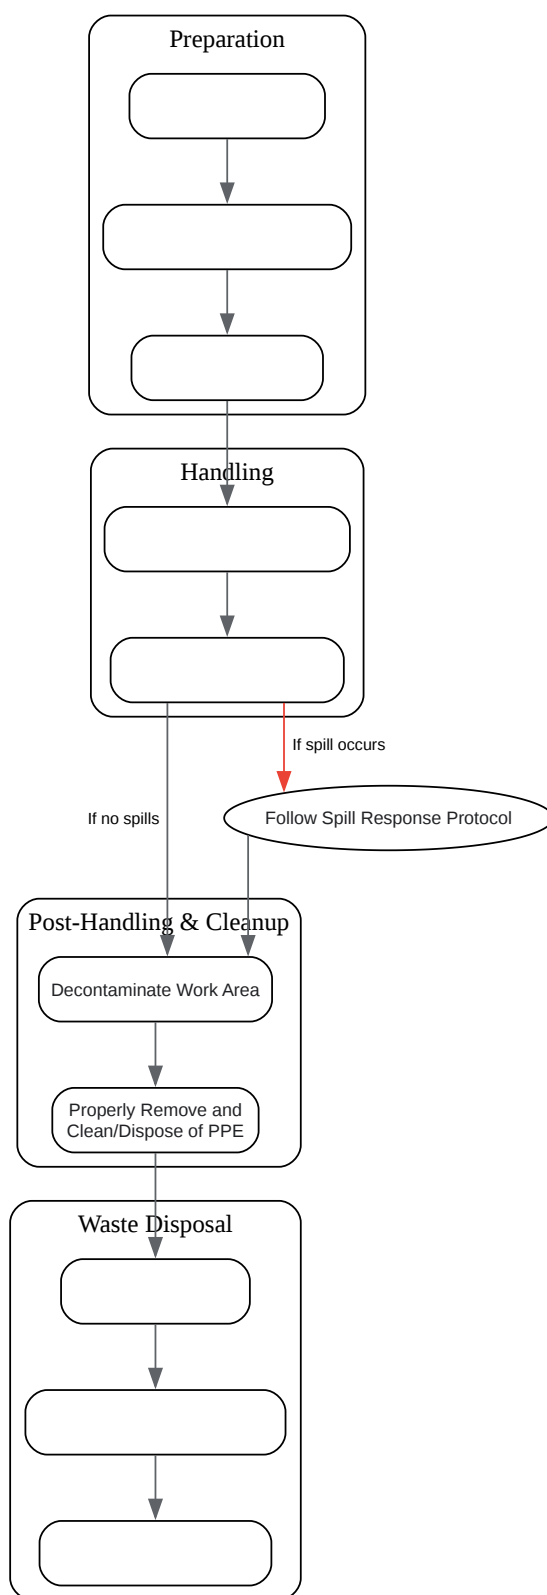 Preparation
Handling
If spill occurs
If no spills
Follow Spill Response Protocol
Post-Handling & Cleanup
Decontaminate Work Area
Properly Remove and
Clean/Dispose of PPE
Waste Disposal